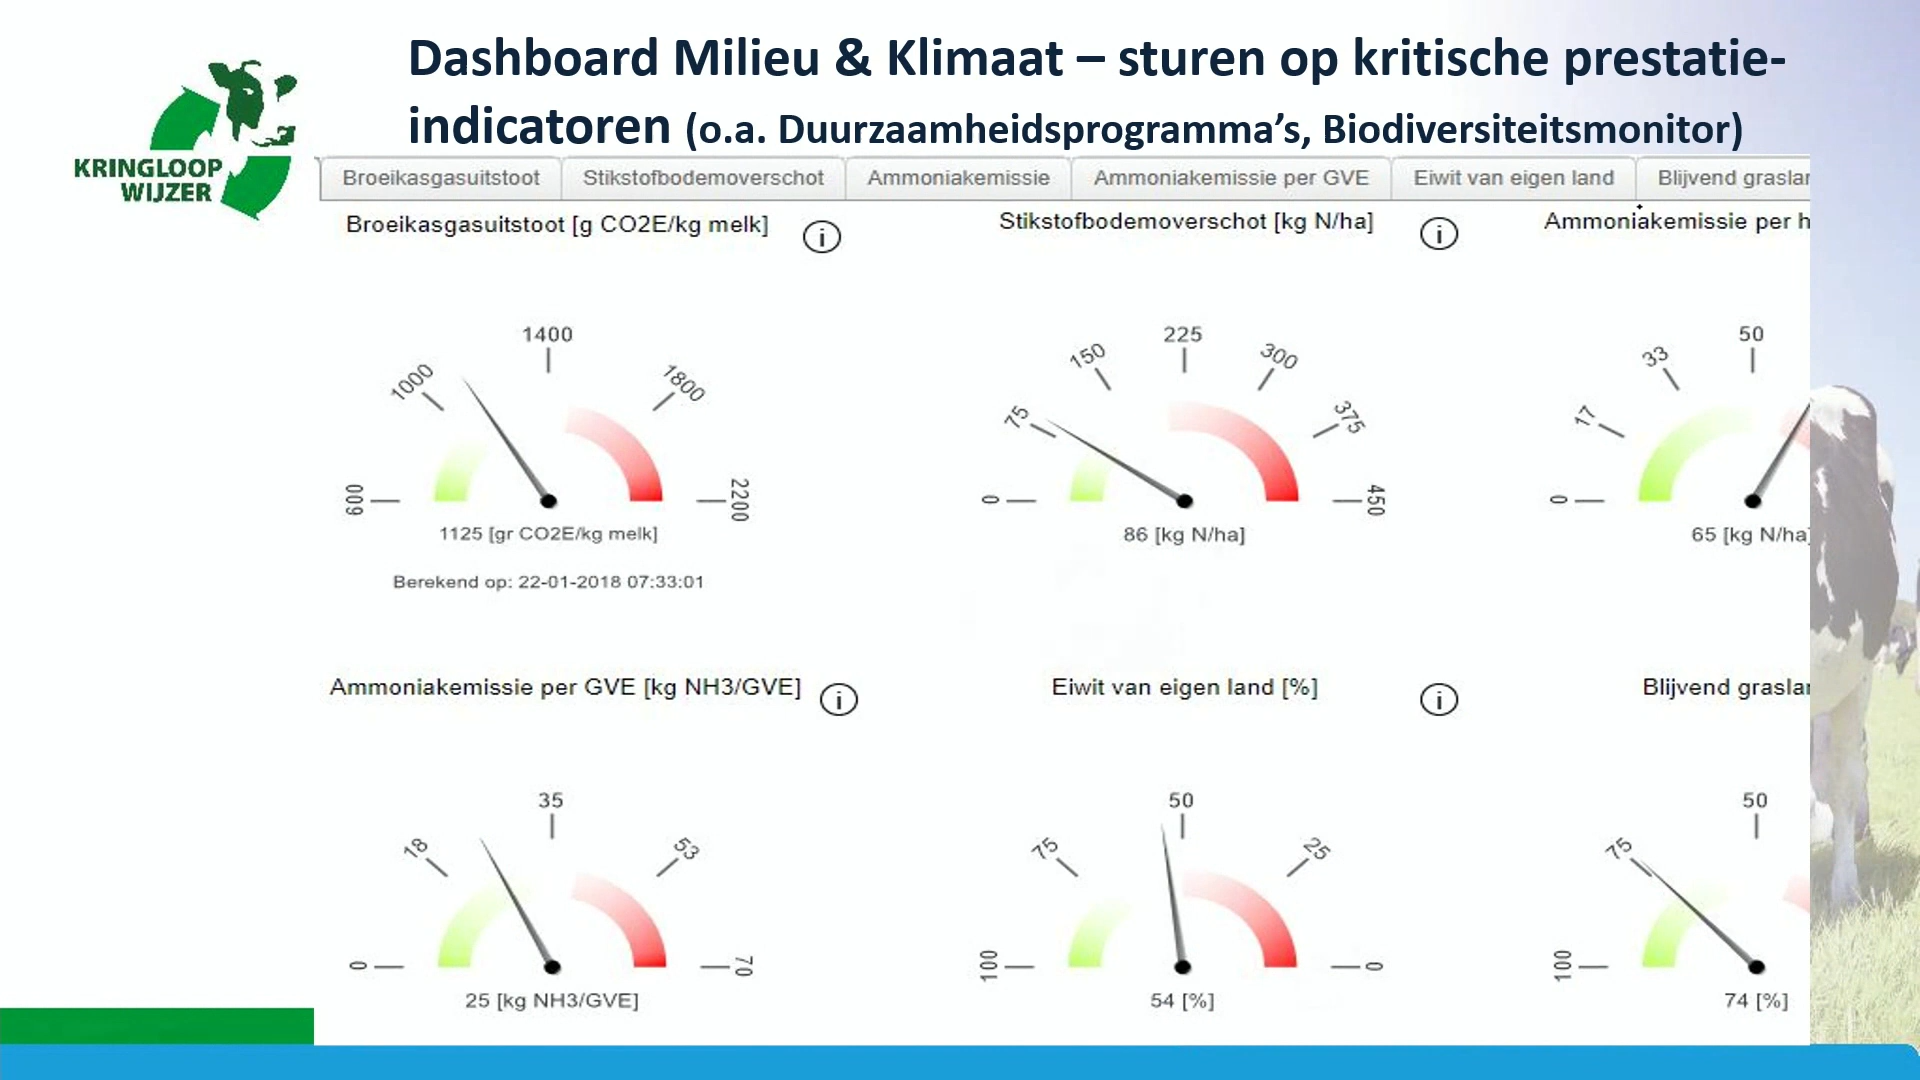 Dashboard Milieu & Klimaat – sturen op kritische prestatie-
indicatoren (o.a. Duurzaamheidsprogramma’s, Biodiversiteitsmonitor)
KRINGLOOP
WIJZER
Broeikasgasuitstoot Stikstofbodemoverschot Ammoniakemissie Ammoniakemissie per GVE Eiwit van eigen land Blijvend
Broeikasgasuitstoot [g CO2E/kg melk] i
600 1000 1400 1800 2200
1125 [gr CO2E/kg melk]
Berekend op: 22-01-2018 07:33:01
Stikstofbodemoverschot [kg N/ha] i
0 75 150 225 300 375 450
86 [kg N/ha]
Ammoniakemissie per
0 17 33 50
65 [kg N/ha]
Ammoniakemissie per GVE [kg NH3/GVE] i
0 18 35 53 70
25 [kg NH3/GVE]
Eiwit van eigen land [%] i
100 75 50 25 0
54 [%]
Blijvend
100 75 50
74 [%]